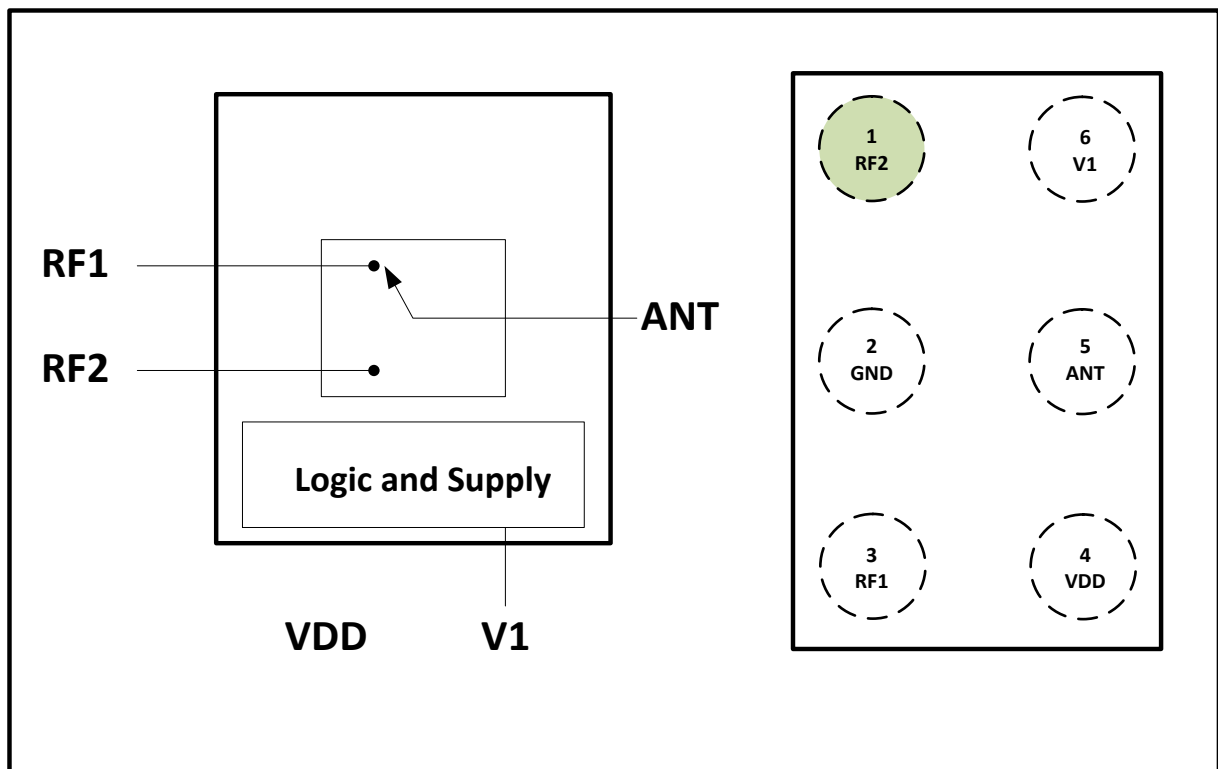 RF1
RF2
ANT
Logic and Supply
VDD
V1
1
RF2
6
V1
2
GND
5
ANT
3
RF1
4
VDD